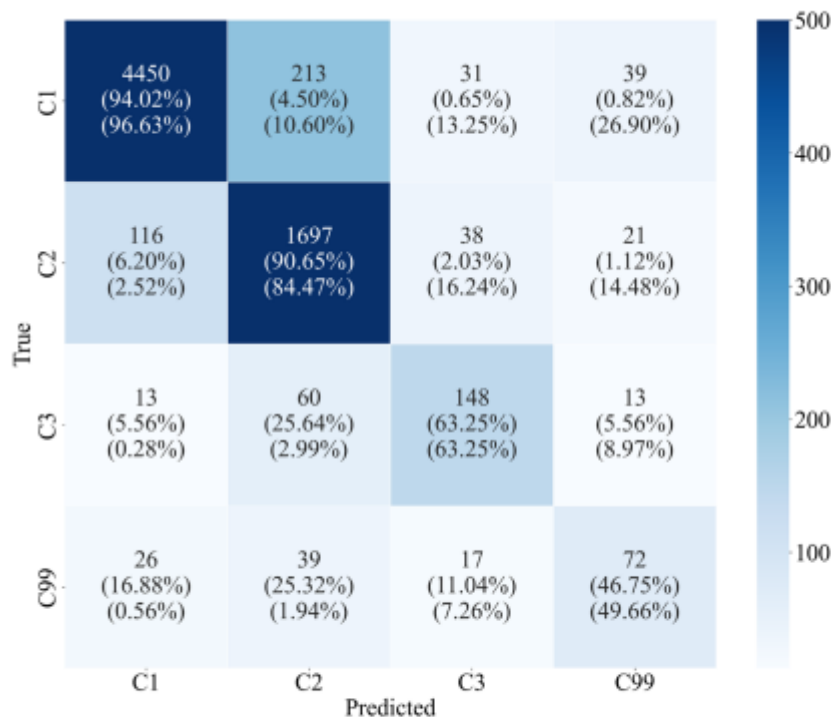 500
4450 213 31 39
(94.02%) (4.50%) (0.65%) (0.82%)
(96.63%) (10.60%) (13.25%) (26.90%)
C1
400
116 1697 38 21
(6.20%) (90.65%) (2.03%) (1.12%)
(2.52%) (84.47%) (16.24%) (14.48%)
C2
300
True
13 60 148 13
(5.56%) (25.64%) (63.25%) (5.56%)
(0.28%) (2.99%) (63.25%) (8.97%)
C3
200
26 39 17 72
(16.88%) (25.32%) (11.04%) (46.75%)
(0.56%) (1.94%) (7.26%) (49.66%)
C99
100
C1 C2 C3 C99
Predicted